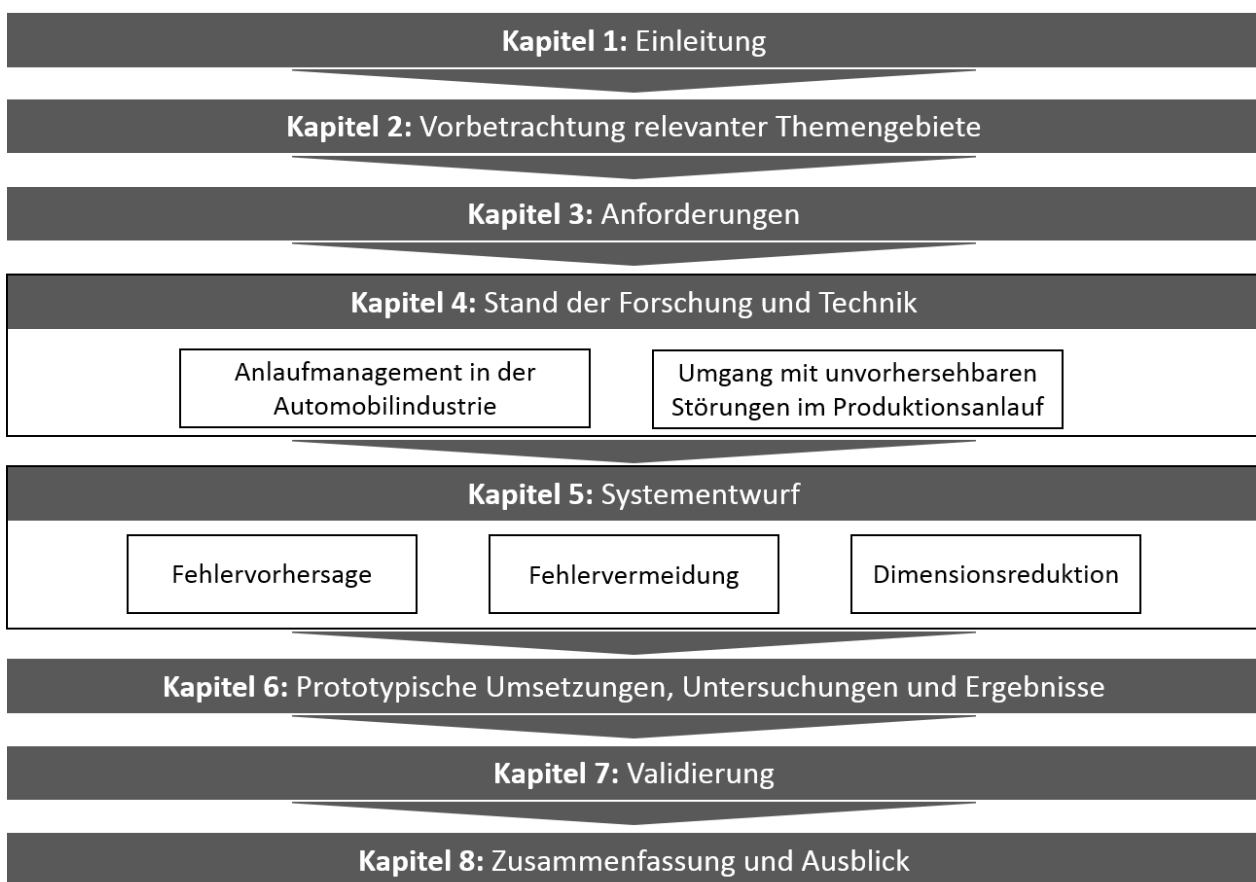 Kapitel 1: Einleitung
Kapitel 2: Vorbetrachtung relevanter Themengebiete
Kapitel 3: Anforderungen
Kapitel 4: Stand der Forschung und Technik
Anlaufmanagement in der
Automobilindustrie
Umgang mit unvorhersehbaren
Störungen im Produktionsanlauf
Kapitel 5: Systementwurf
Fehlervorhersage
Fehlervermeidung
Dimensionsreduktion
Kapitel 6: Prototypische Umsetzungen, Untersuchungen und Ergebnisse
Kapitel 7: Validierung
Kapitel 8: Zusammenfassung und Ausblick